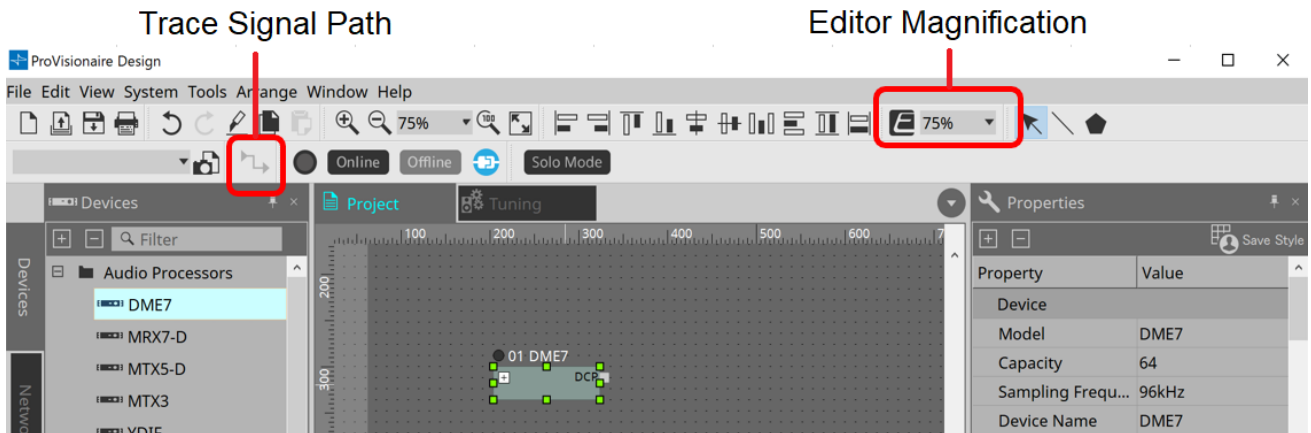 Trace Signal Path
Editor Magnification
ProVisionaire Design
File Edit View System Tools Arrange Window Help
75%
100
75%
Online
Offline
Solo Mode
Devices
Project
Tuning
Properties
Filter
100 200 300 400 500 600 7
Save Style
Devices
Audio Processors
200
Property Value
DME7
Device
MRX7-D
Model DME7
01 DME7
MTX5-D
DCP
Capacity 64
300
MTX3
Sampling Frequ... 96kHz
Device Name DME7
Netwo